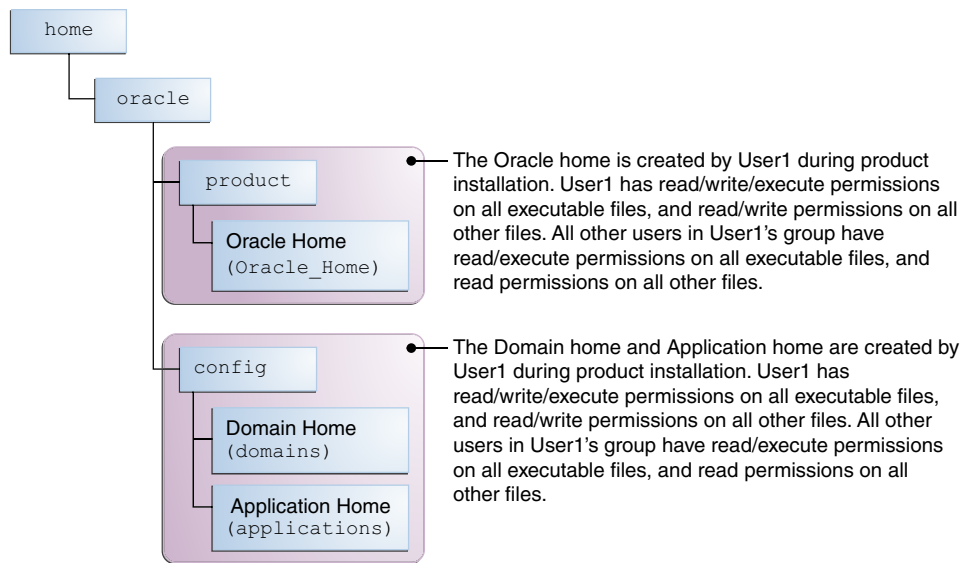 home
oracle
product
Oracle Home
(Oracle_Home)
The Oracle home is created by User1 during product
installation. User1 has read/write/execute permissions
on all executable files, and read/write permissions on all
other files. All other users in User1's group have
read/execute permissions on all executable files, and
read permissions on all other files.
config
Domain Home
(domains)
Application Home
(applications)
The Domain home and Application home are created by
User1 during product installation. User1 has
read/write/execute permissions on all executable files,
and read/write permissions on all other files. All other
users in User1's group have read/execute permissions
on all executable files, and read permissions on all
other files.